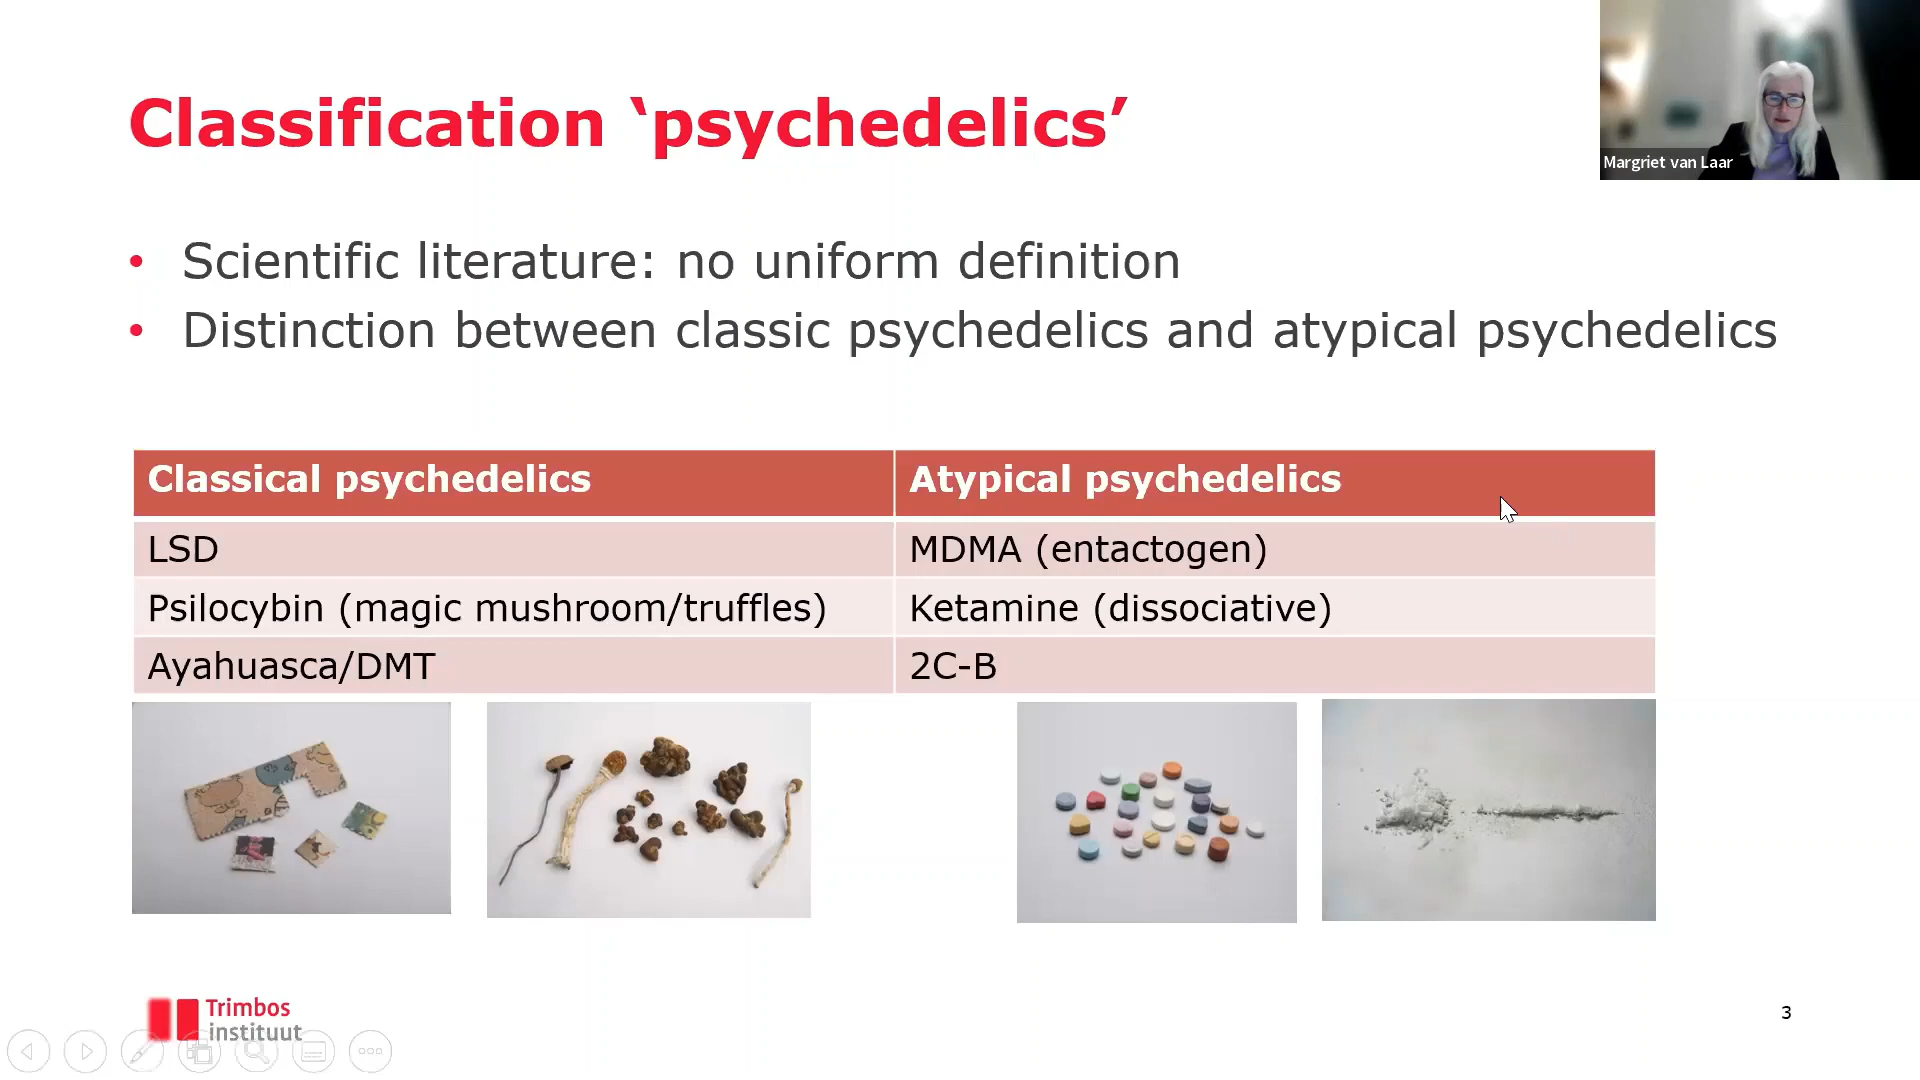 Classification ‘psychedelics’
Margriet van Laar
• Scientific literature: no uniform definition
• Distinction between classic psychedelics and atypical psychedelics
Classical psychedelics
Atypical psychedelics
LSD
MDMA (entactogen)
Psilocybin (magic mushroom/truffles)
Ketamine (dissociative)
Ayahuasca/DMT
2C-B
Trimbos
instituut
3